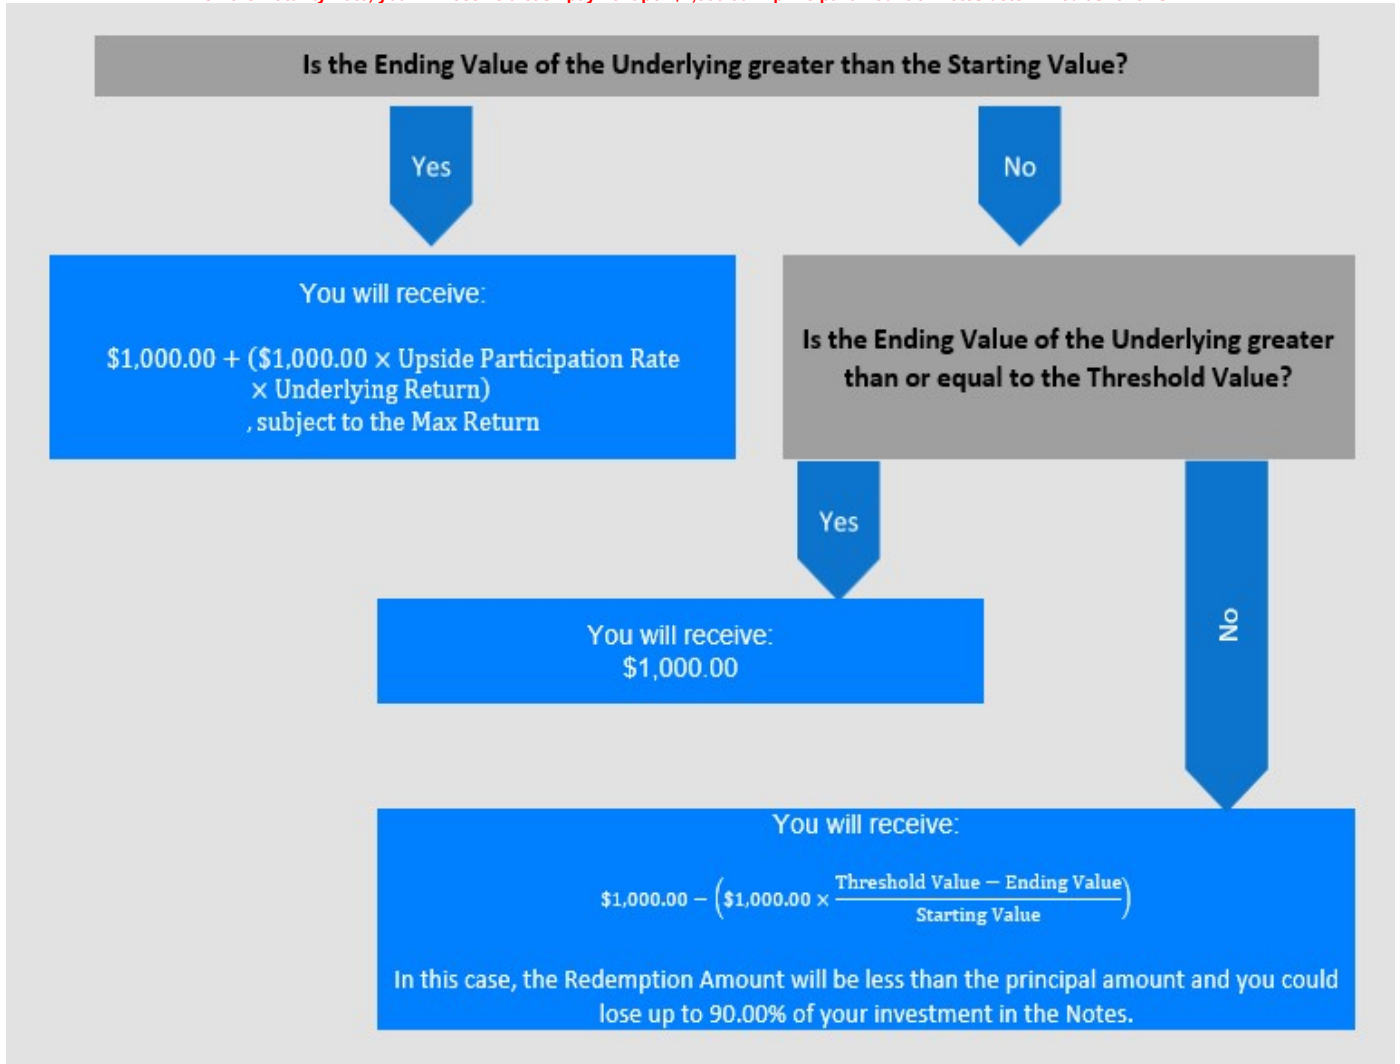 Is the Ending Value of the Underlying greater than the Starting Value?
Yes
No
You will receive:
$1,000.00 + ($1,000.00 × Upside Participation Rate
× Underlying Return)
, subject to the Max Return
Is the Ending Value of the Underlying greater
than or equal to the Threshold Value?
Yes
No
You will receive:
$1,000.00
You will receive:
$1,000.00 − ($1,000.00 × Threshold Value − Ending Value
Starting Value)
In this case, the Redemption Amount will be less than the principal amount and you could
lose up to 90.00% of your investment in the Notes.